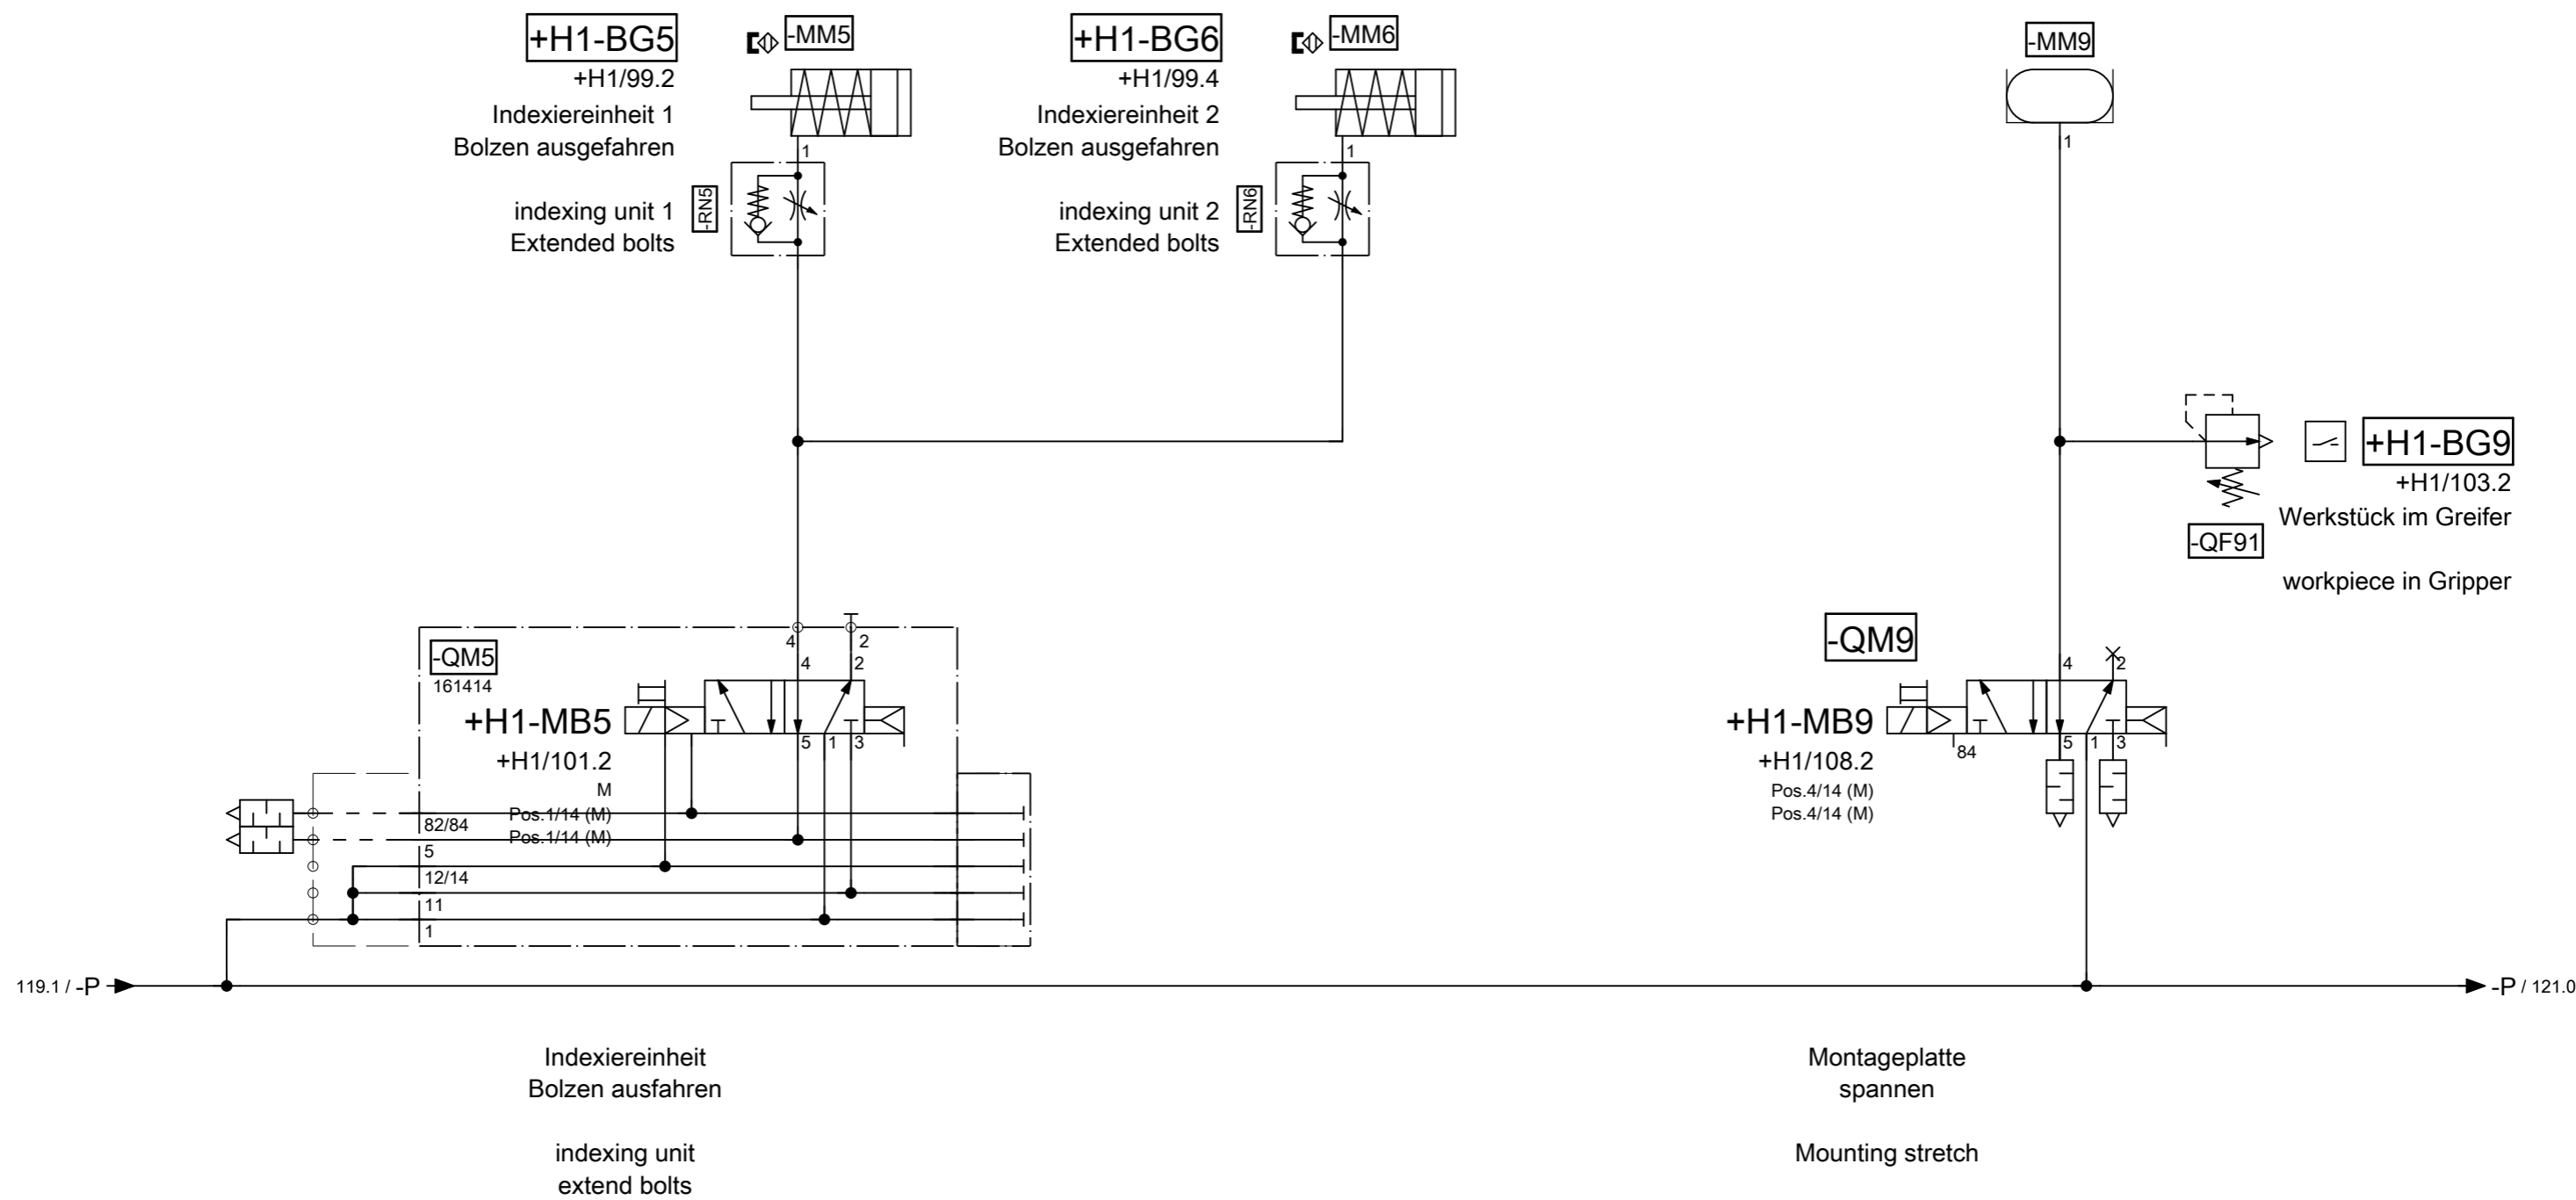 +H1-BG5
-MM5
+H1/99.2
Indexiereinheit 1
Bolzen ausgefahren
indexing unit 1
Extended bolts
1
-RN5
+H1-BG6
-MM6
+H1/99.4
Indexiereinheit 2
Bolzen ausgefahren
indexing unit 2
Extended bolts
1
-RN6
-MM9
1
+H1-BG9
+H1/103.2
Werkstück im Greifer
workpiece in Gripper
-QF91
-QM5
161414
4 2
4 2
+H1-MB5
5 1 3
+H1/101.2
M
Pos.1/14 (M)
Pos.1/14 (M)
82/84
5
12/14
11
1
-QM9
4 2
+H1-MB9
84 5 1 3
+H1/108.2
Pos.4/14 (M)
Pos.4/14 (M)
119.1 / -P
-P / 121.0
Indexiereinheit
Bolzen ausfahren
indexing unit
extend bolts
Montageplatte
spannen
Mounting stretch